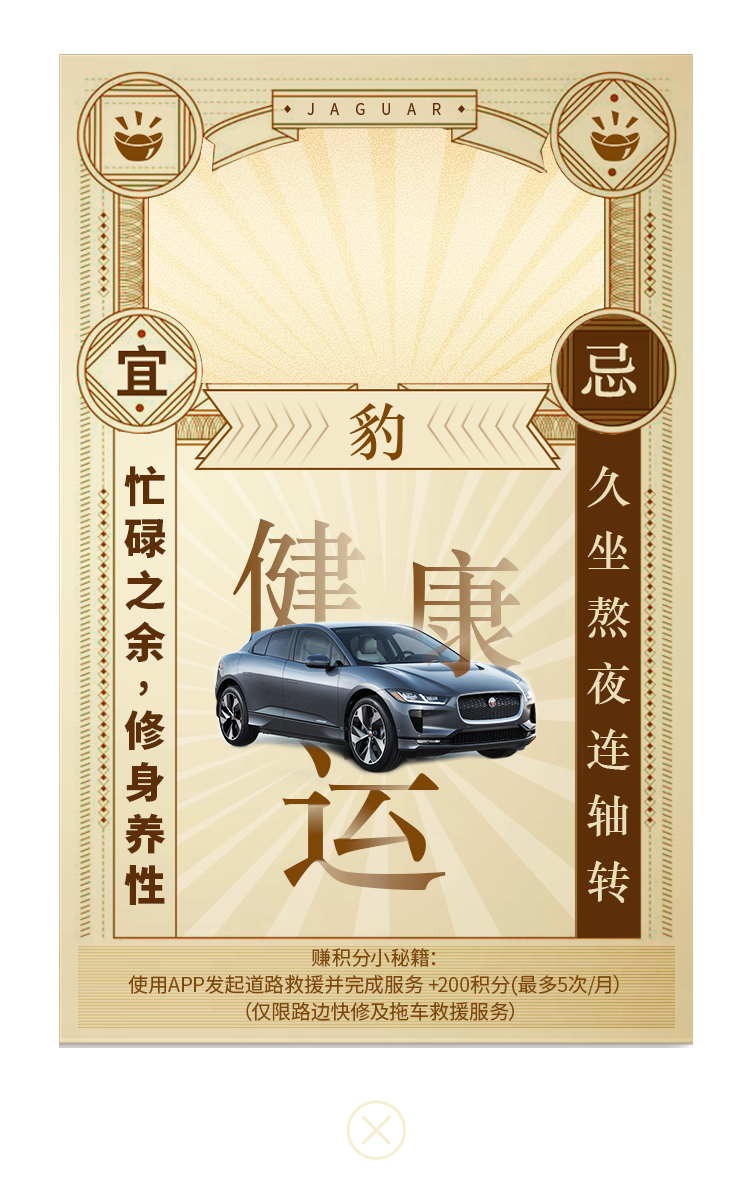 JAGUAR
宜
忌
豹
忙碌之余，修身养性
健康
运
久坐熬夜连轴转
赚积分小秘籍：
使用APP发起道路救援并完成服务 +200积分(最多5次/月)
(仅限路边快修及拖车救援服务)